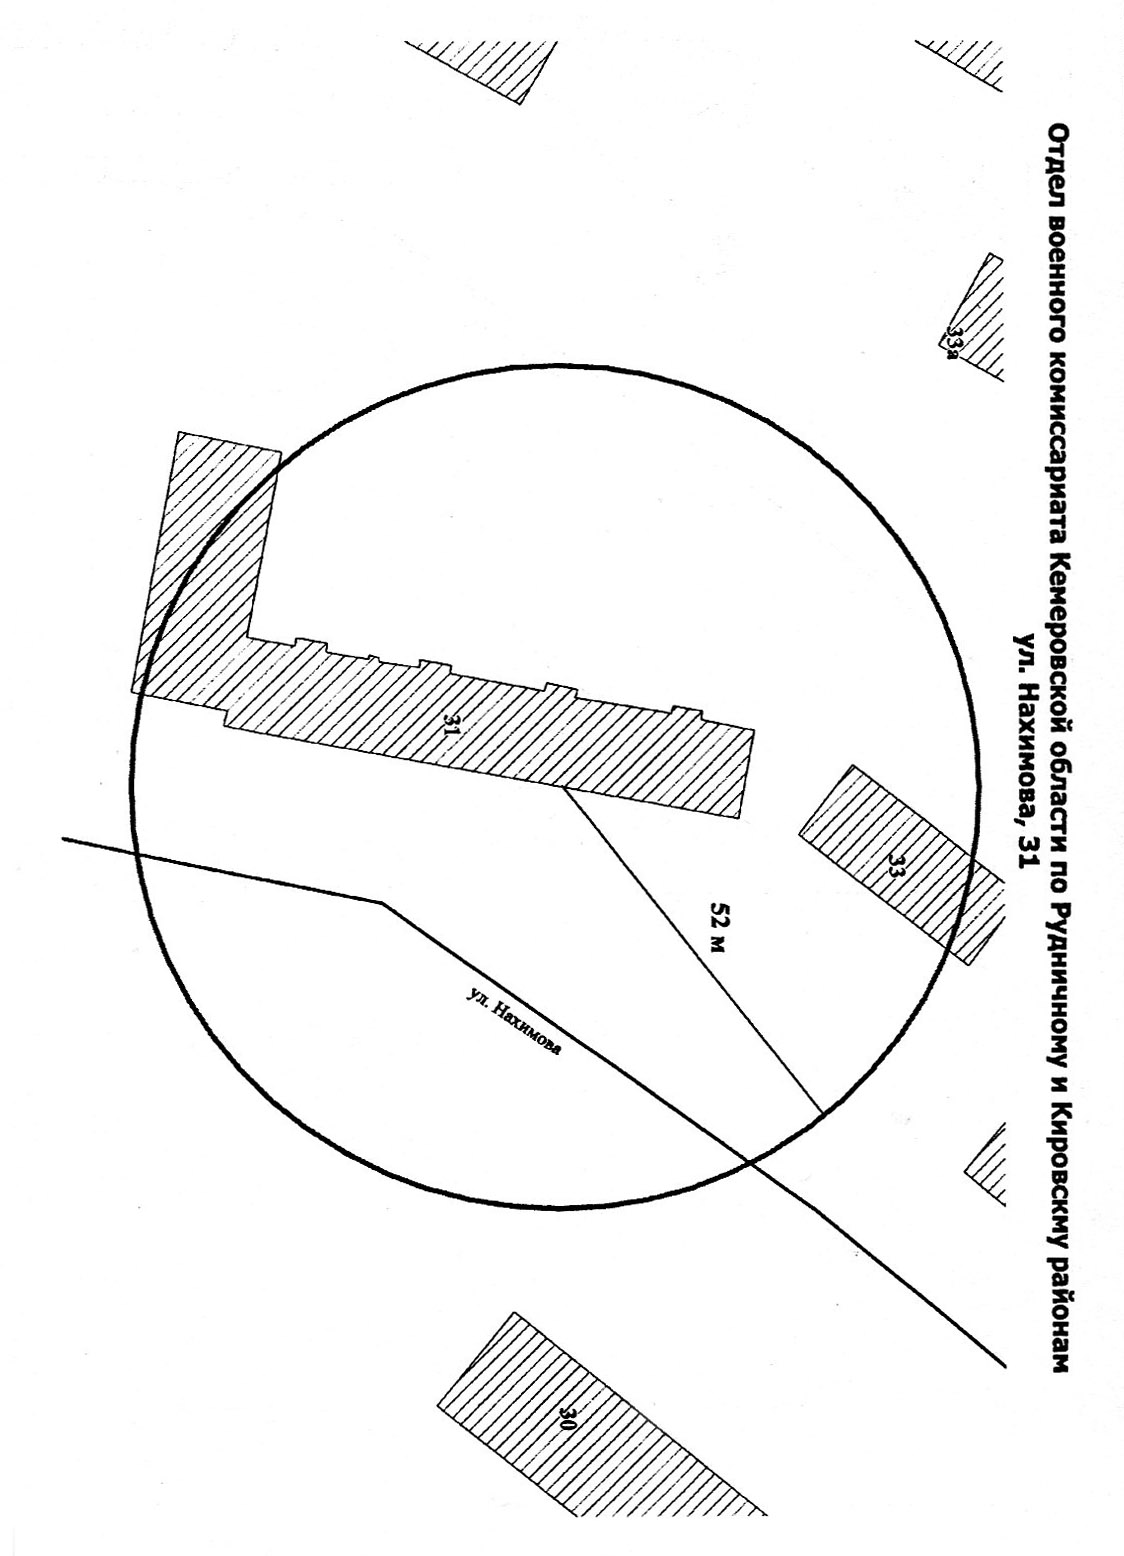 Отдел военного комиссариата Кемеровской области по Рудничному и Кировскму районам
ул. Нахимова, 31
33а
33
31
52 м
ул. Нахимова
30